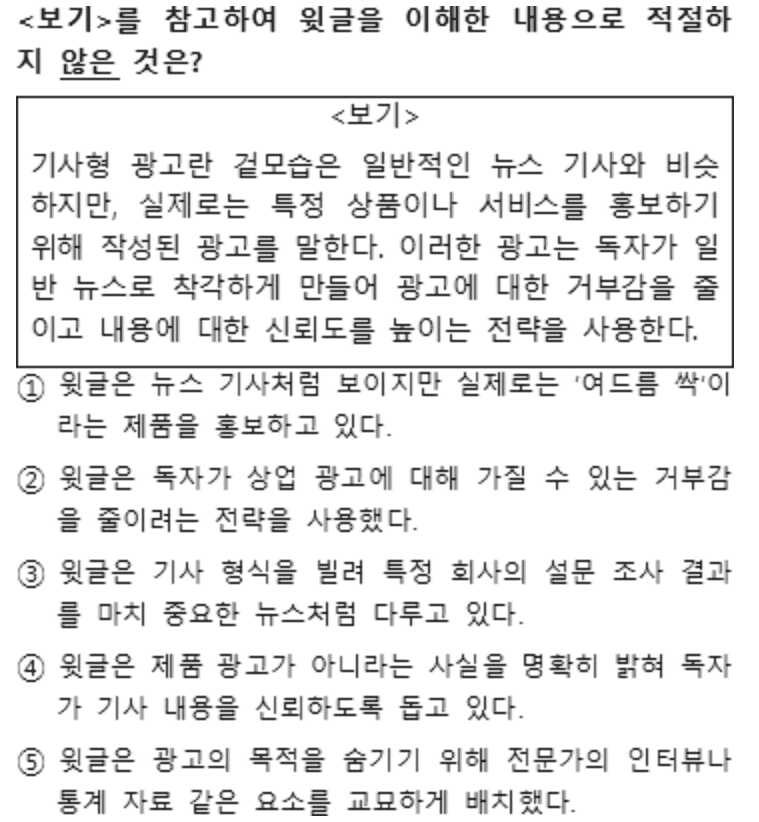 <보기>를 참고하여 윗글을 이해한 내용으로 적절하
지 않은 것은?
<보기>
기사형 광고란 겉모습은 일반적인 뉴스 기사와 비슷
하지만, 실제로는 특정 상품이나 서비스를 홍보하기
위해 작성된 광고를 말한다. 이러한 광고는 독자가 일
반 뉴스로 착각하게 만들어 광고에 대한 거부감을 줄
이고 내용에 대한 신뢰도를 높이는 전략을 사용한다.
① 윗글은 뉴스 기사처럼 보이지만 실제로는 '여드름 싹'이
라는 제품을 홍보하고 있다.
② 윗글은 독자가 상업 광고에 대해 가질 수 있는 거부감
을 줄이려는 전략을 사용했다.
③ 윗글은 기사 형식을 빌려 특정 회사의 설문 조사 결과
를 마치 중요한 뉴스처럼 다루고 있다.
④ 윗글은 제품 광고가 아니라는 사실을 명확히 밝혀 독자
가 기사 내용을 신뢰하도록 돕고 있다.
⑤ 윗글은 광고의 목적을 숨기기 위해 전문가의 인터뷰나
통계 자료 같은 요소를 교묘하게 배치했다.